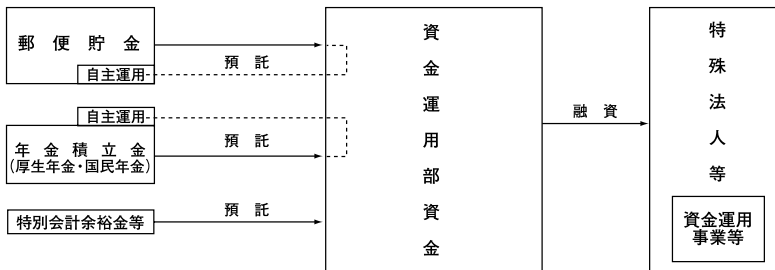 郵便貯金
自主運用
預託
自主運用
年金積立金
(厚生年金・国民年金)
預託
特別会計余裕金等
預託
資金運用部資金
融資
特殊法人等
資金運用
事業等